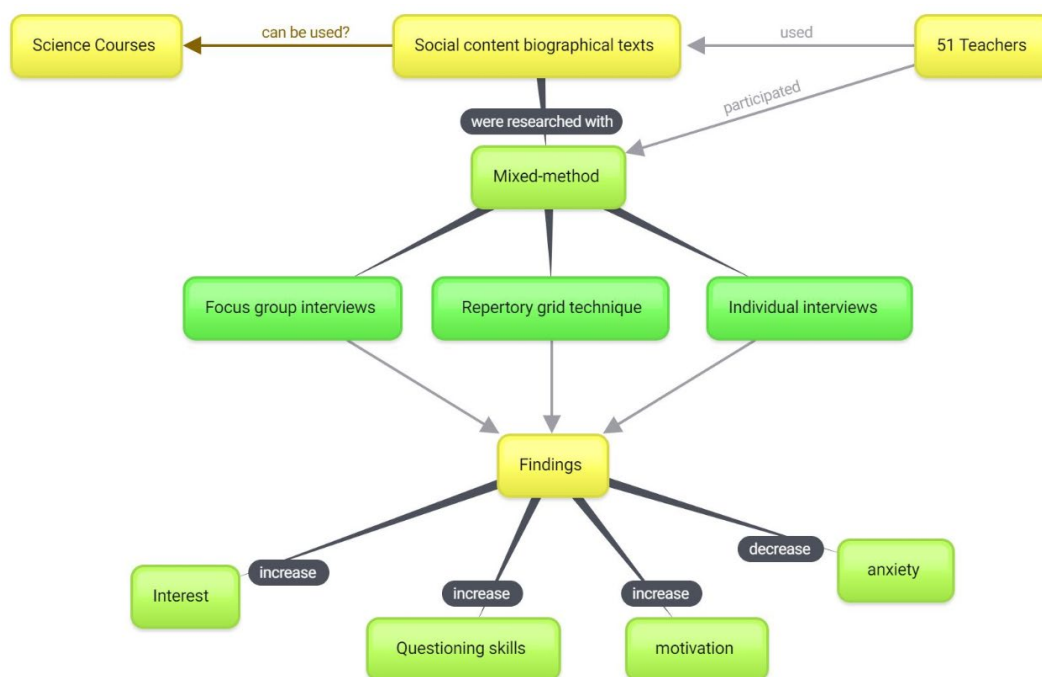 Science Courses
can be used?
Social content biographical texts
used
51 Teachers
participated
were researched with
Mixed-method
Focus group interviews
Repertory grid technique
Individual interviews
Findings
increase
Interest
increase
Questioning skills
increase
motivation
decrease
anxiety